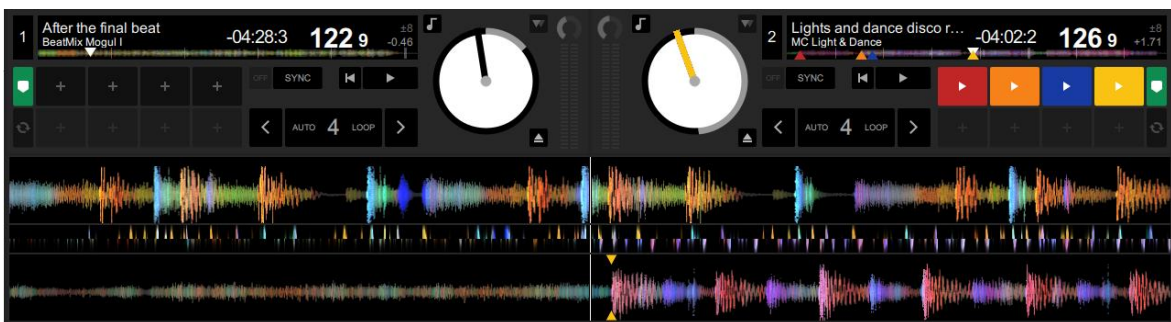 1
After the final beat
BeatMix Mogul I
-04:28:3
122 9
±8
-0.46
2
Lights and dance disco r...
MC Light & Dance
-04:02:2
126 9
±8
+1.71
OFF
SYNC
AUTO 4 LOOP
OFF
SYNC
AUTO 4 LOOP